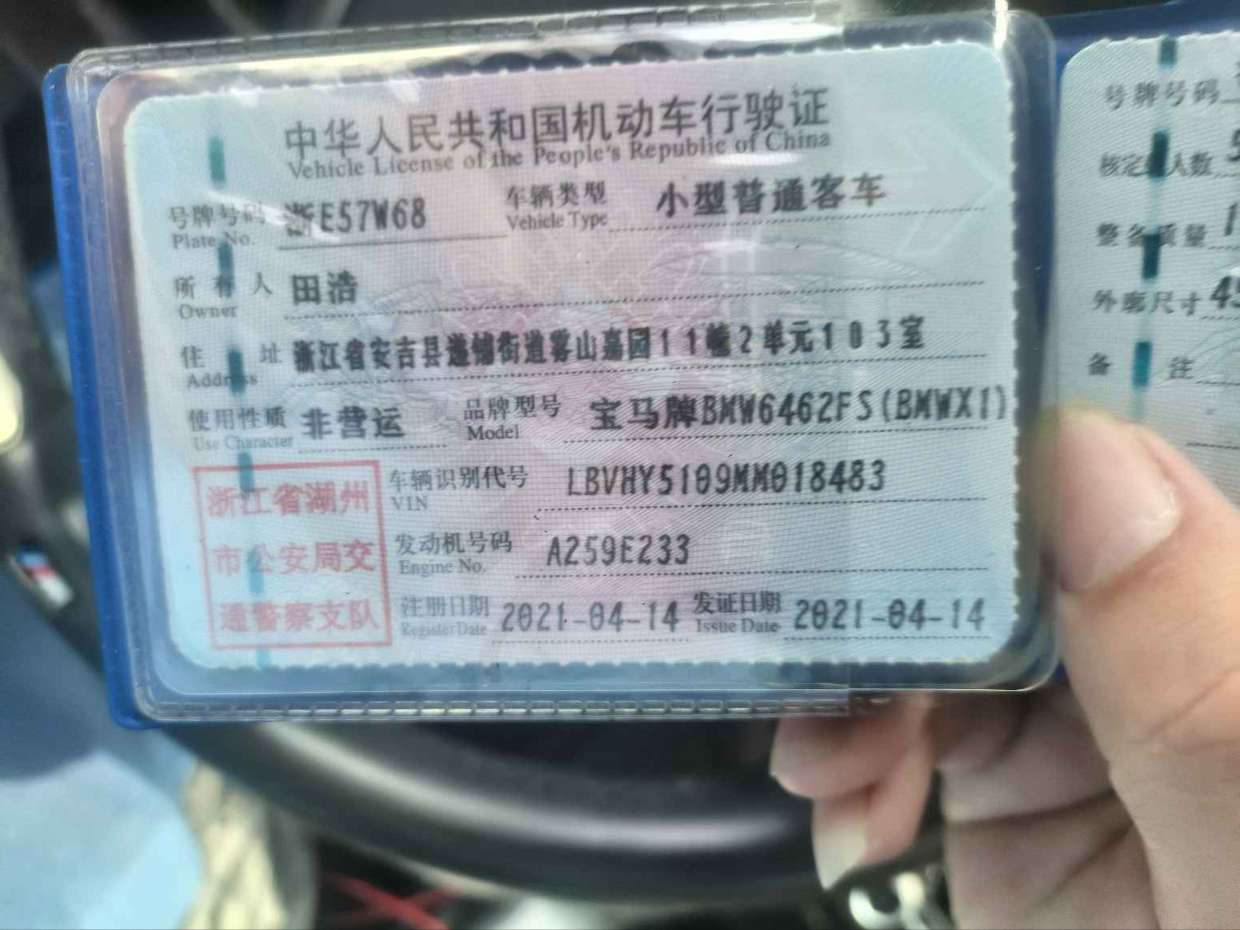 中华人民共和国机动车行驶证
Vehicle License of the People's Republic of China
号牌号码 浙E57W68 车辆类型 小型普通客车
Plate No. Vehicle Type
所有人 田浩
Owner
住址 浙江省安吉县递铺街道雾山嘉园11幢2单元103室
Address
使用性质 非营运 品牌型号 宝马牌BMW6462FS(BMWX1)
Use Character Model
浙江省湖州
市公安局交
通警察支队
车辆识别代号 LBVHY5109MM018483
VIN
发动机号码 A259E233
Engine No.
注册日期 2021-04-14 发证日期 2021-04-14
Register Date Issue Date
号牌号码
核定载人数 5
整备质量 1
外廓尺寸 45
备注